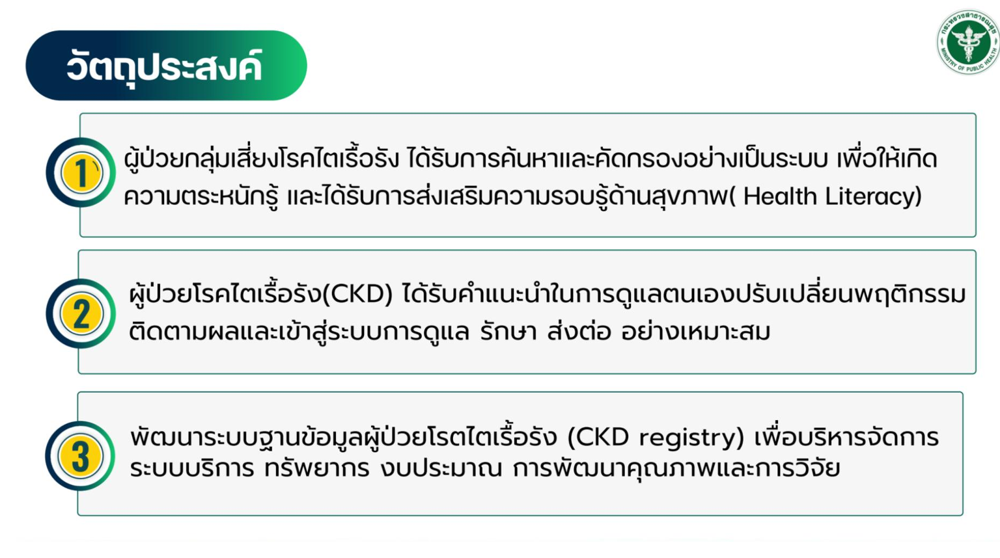 วัตถุประสงค์
กระทรวงสาธารณสุข
MINISTRY OF PUBLIC HEALTH
1
ผู้ป่วยกลุ่มเสี่ยงโรคไตเรื้อรัง ได้รับการค้นหาและคัดกรองอย่างเป็นระบบ เพื่อให้เกิด
ความตระหนักรู้ และได้รับการส่งเสริมความรอบรู้ด้านสุขภาพ( Health Literacy)
2
ผู้ป่วยโรคไตเรื้อรัง(CKD) ได้รับคำแนะนำในการดูแลตนเองปรับเปลี่ยนพฤติกรรม
ติดตามผลและเข้าสู่ระบบการดูแล รักษา ส่งต่อ อย่างเหมาะสม
3
พัฒนาระบบฐานข้อมูลผู้ป่วยโรตไตเรื้อรัง (CKD registry) เพื่อบริหารจัดการ
ระบบบริการ ทรัพยากร งบประมาณ การพัฒนาคุณภาพและการวิจัย